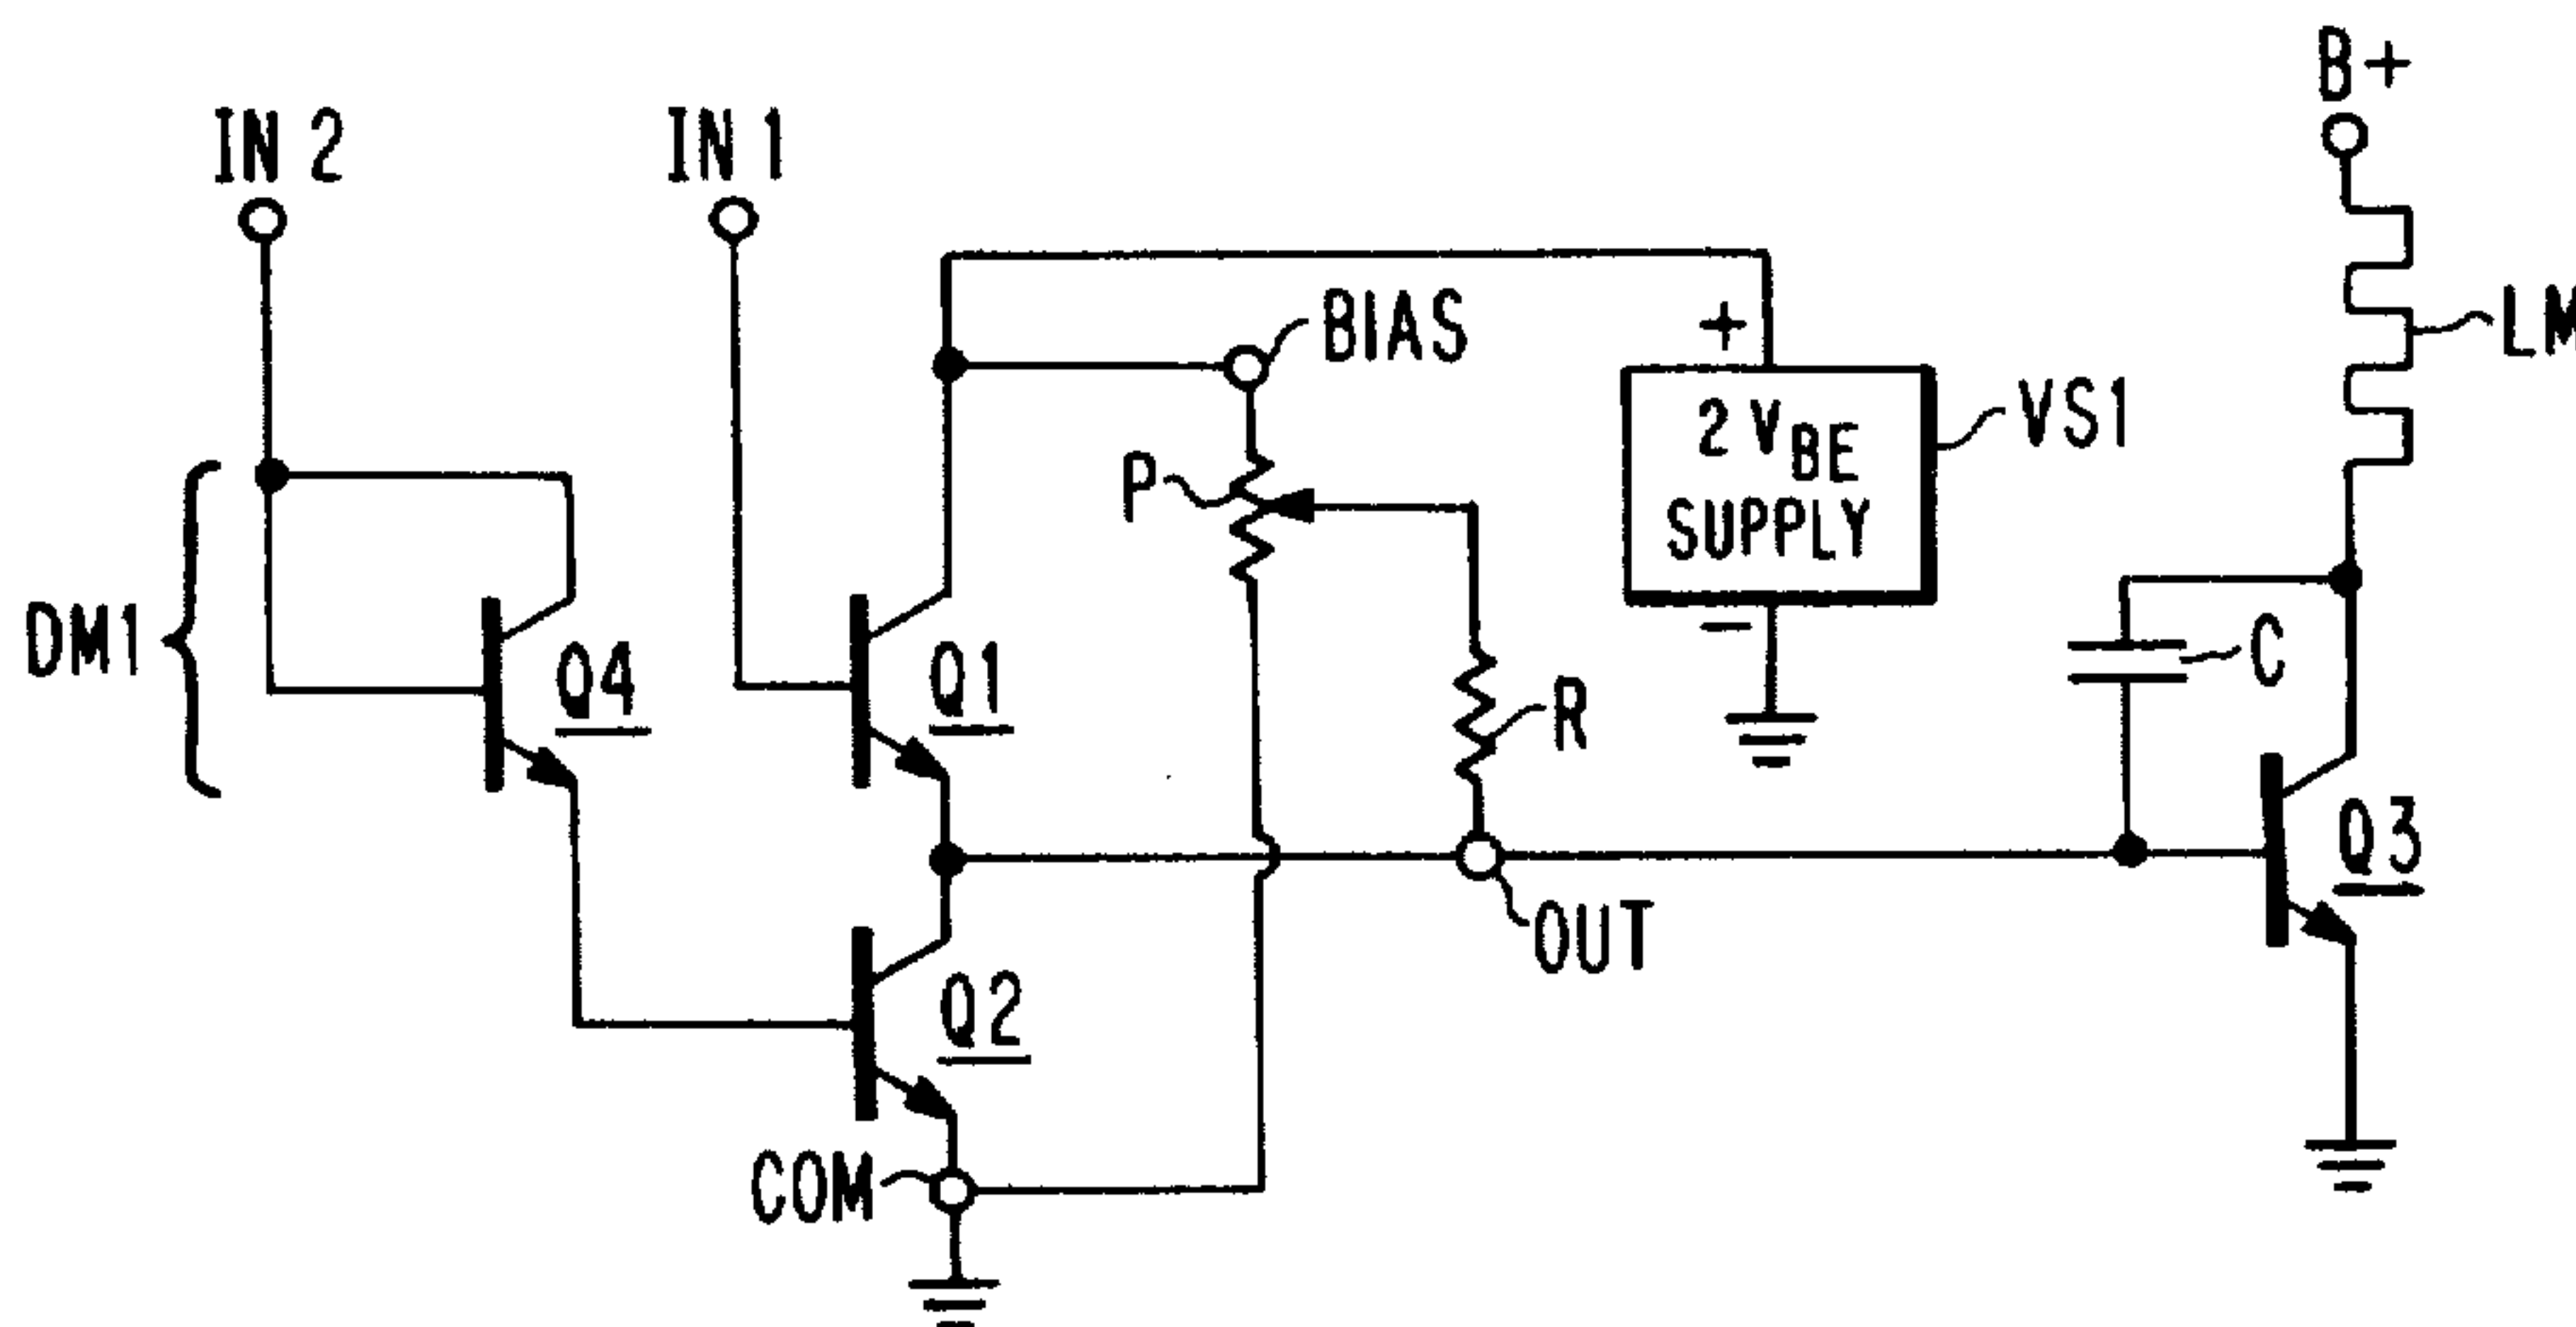 B+
IN 2
IN 1
BIAS
LM
+
2 VBE
SUPPLY
VS1
P
DM1
Q4
Q1
R
−
C
Q3
OUT
Q2
COM